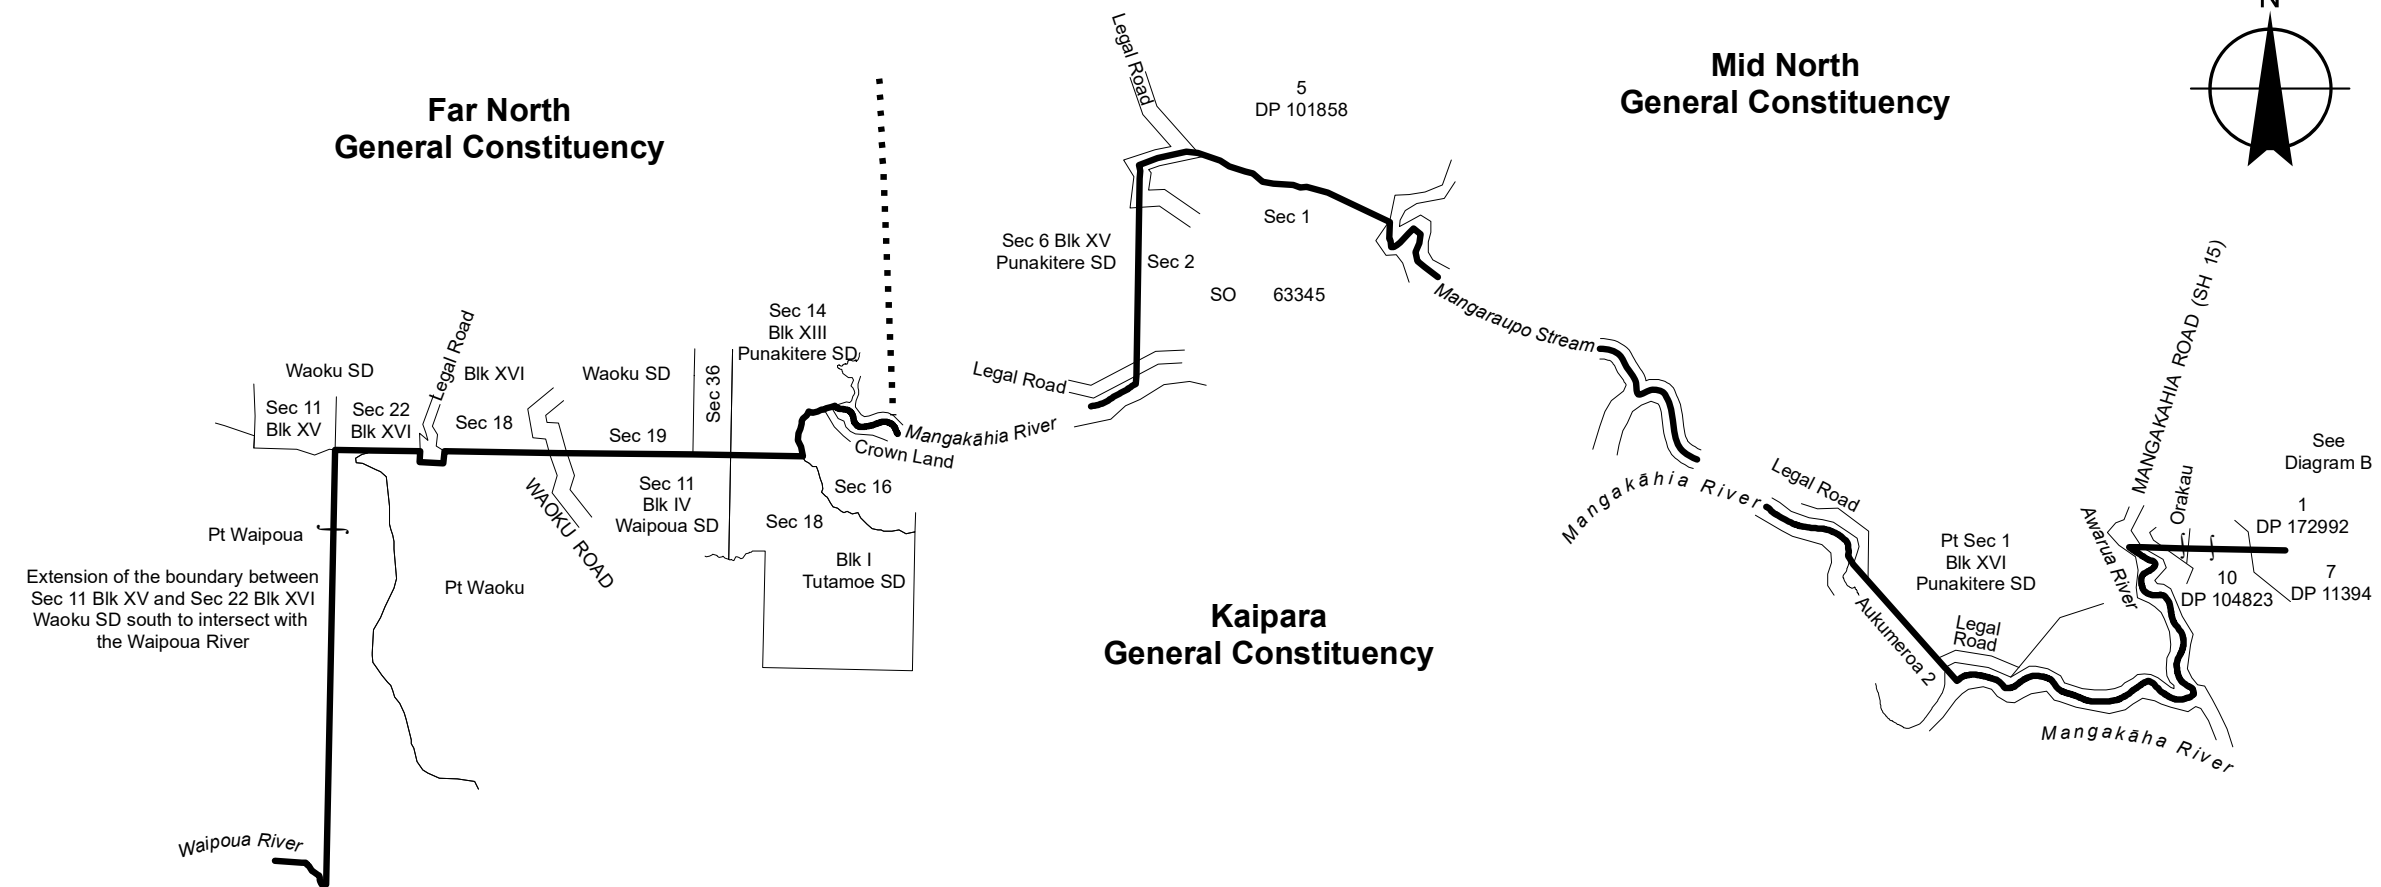 N
Far North
General Constituency
Mid North
General Constituency
Legal Road
5
DP 101858
Sec 1
Sec 6 Blk XV
Punakitere SD
Sec 2
SO 63345
Mangaraupo Stream
MANGAKAHIA ROAD (SH 15)
Sec 14
Blk XIII
Punakitere SD
Legal Road
Waoku SD
Blk XVI
Waoku SD
Sec 36
Legal Road
Sec 11
Blk XV
Sec 22
Blk XVI
Sec 18
Sec 19
Mangakāhia River
Crown Land
WAOKU ROAD
Sec 11
Blk IV
Waipoua SD
Sec 16
Sec 18
Blk I
Tutamoe SD
Pt Waipoua
Extension of the boundary between
Sec 11 Blk XV and Sec 22 Blk XVI
Waoku SD south to intersect with
the Waipoua River
Pt Waoku
Waipoua River
Kaipara
General Constituency
Mangakāhia River
Legal Road
Pt Sec 1
Blk XVI
Punakitere SD
Aukumeroa 2
Legal
Road
Awarua River
Orakau
See
Diagram B
1
DP 172992
10
DP 104823
7
DP 11394
Mangakāha River